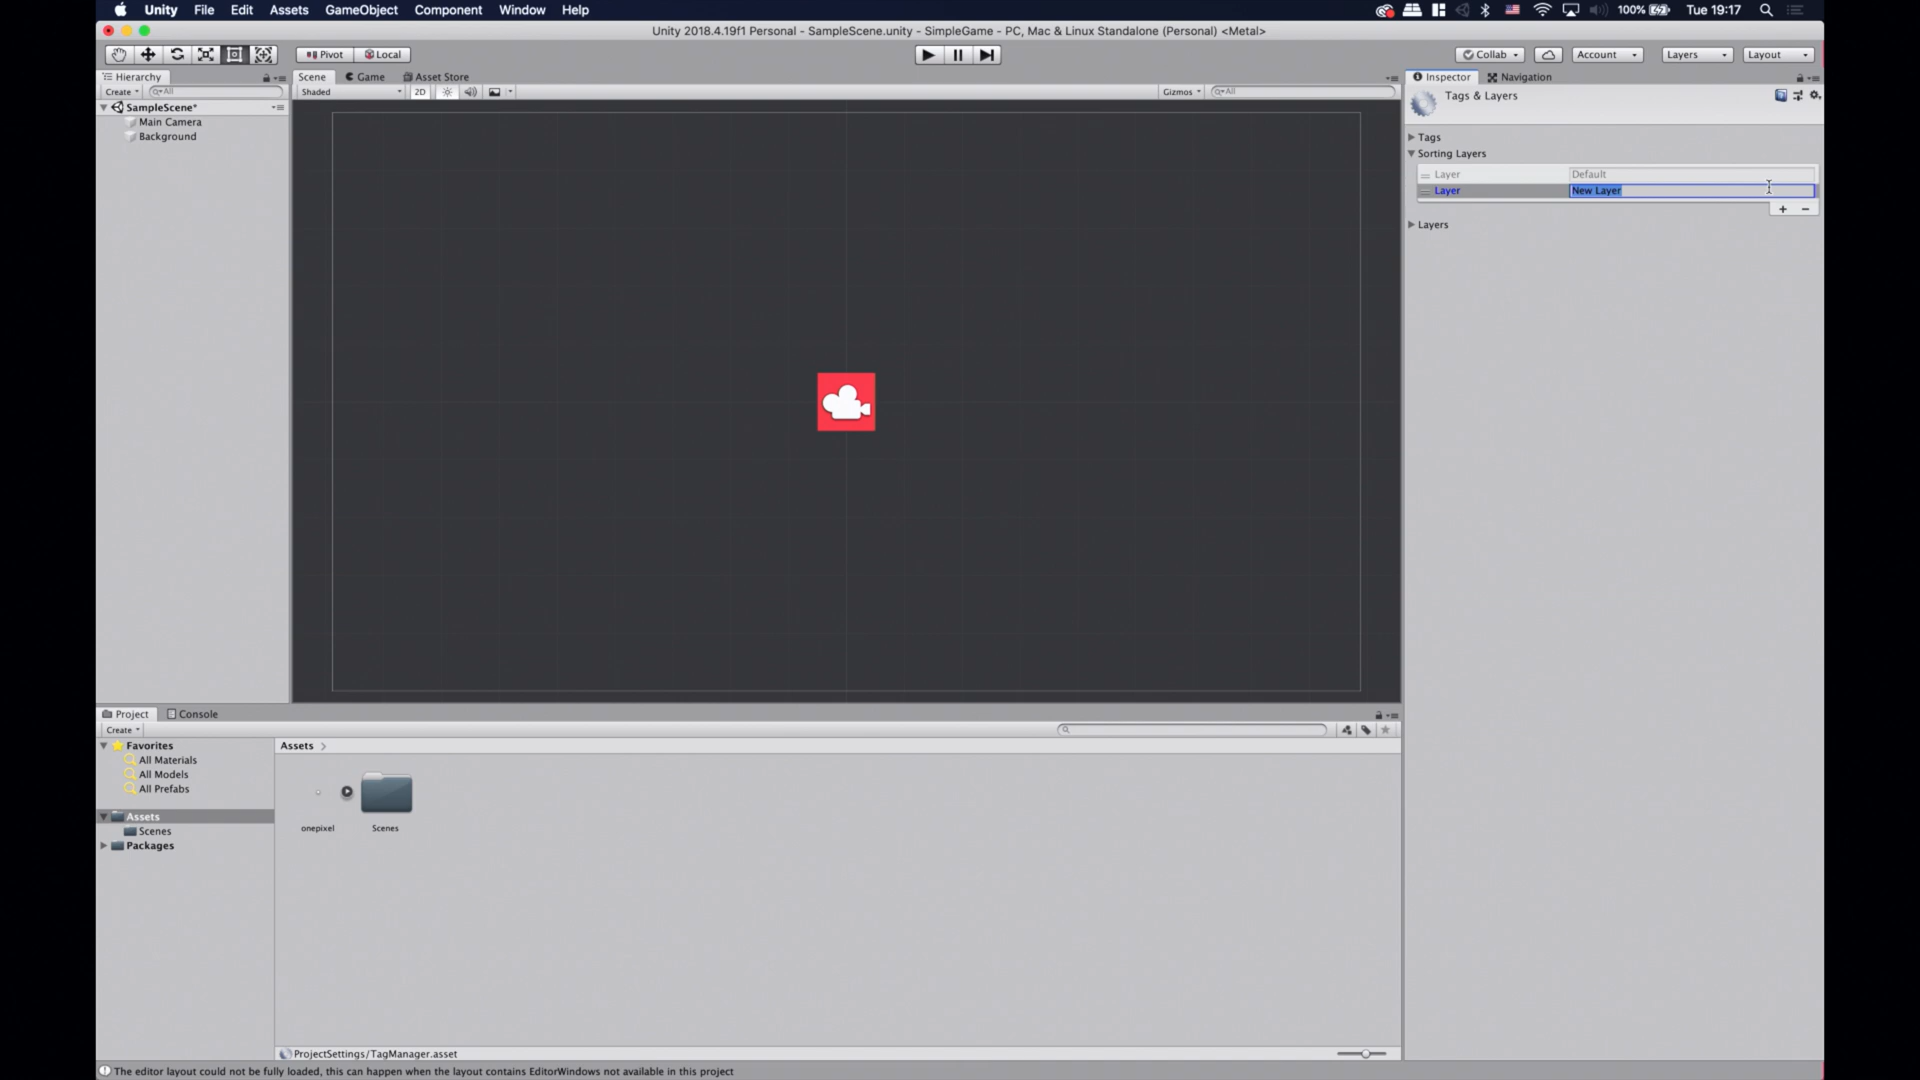 Unity File Edit Assets GameObject Component Window Help 100% Tue 19:17
Unity 2018.4.19f1 Personal - SampleScene.unity - SimpleGame - PC, Mac & Linux Standalone (Personal) <Metal>
Pivot Local Collab Account Layers Layout
Hierarchy Scene Game Asset Store Inspector Navigation
Create All Shaded 2D Gizmos All
Tags & Layers
SampleScene*
Main Camera
Background
Tags
Sorting Layers
Layer Default
Layer New Layer
+ −
Layers
Project Console
Create
Favorites Assets
All Materials
All Models
All Prefabs
Assets
Scenes
Packages
onepixel Scenes
ProjectSettings/TagManager.asset
The editor layout could not be fully loaded, this can happen when the layout contains EditorWindows not available in this project